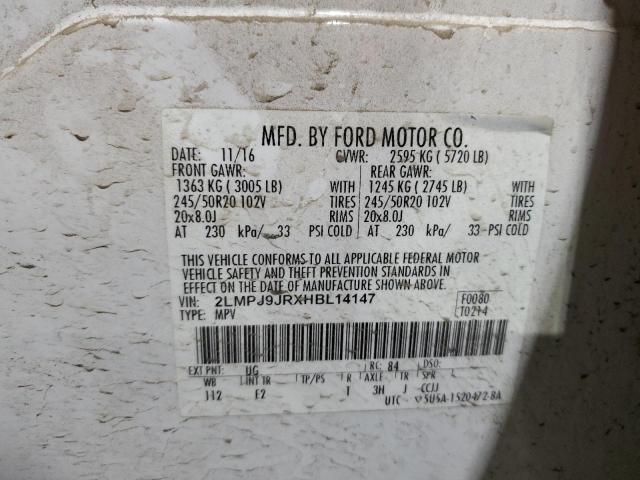 MFD. BY FORD MOTOR CO.
DATE: 11/16 GVWR: 2595 KG ( 5720 LB)
FRONT GAWR: REAR GAWR:
1363 KG ( 3005 LB) WITH 1245 KG ( 2745 LB) WITH
245/50R20 102V TIRES 245/50R20 102V TIRES
20x8.0J RIMS 20x8.0J RIMS
AT 230 kPa/ 33 PSI COLD AT 230 kPa/ 33 PSI COLD
THIS VEHICLE CONFORMS TO ALL APPLICABLE FEDERAL MOTOR
VEHICLE SAFETY AND THEFT PREVENTION STANDARDS IN
EFFECT ON THE DATE OF MANUFACTURE SHOWN ABOVE.
VIN: 2LMPJ9JRXHBL14147 F0080
TYPE: MPV T0214
EXT PNT: UG RC: 84 DSO:
WB INT TR TP/PS R AXLE TR SPR
112 E2 T 3H J CCJJ
UTC